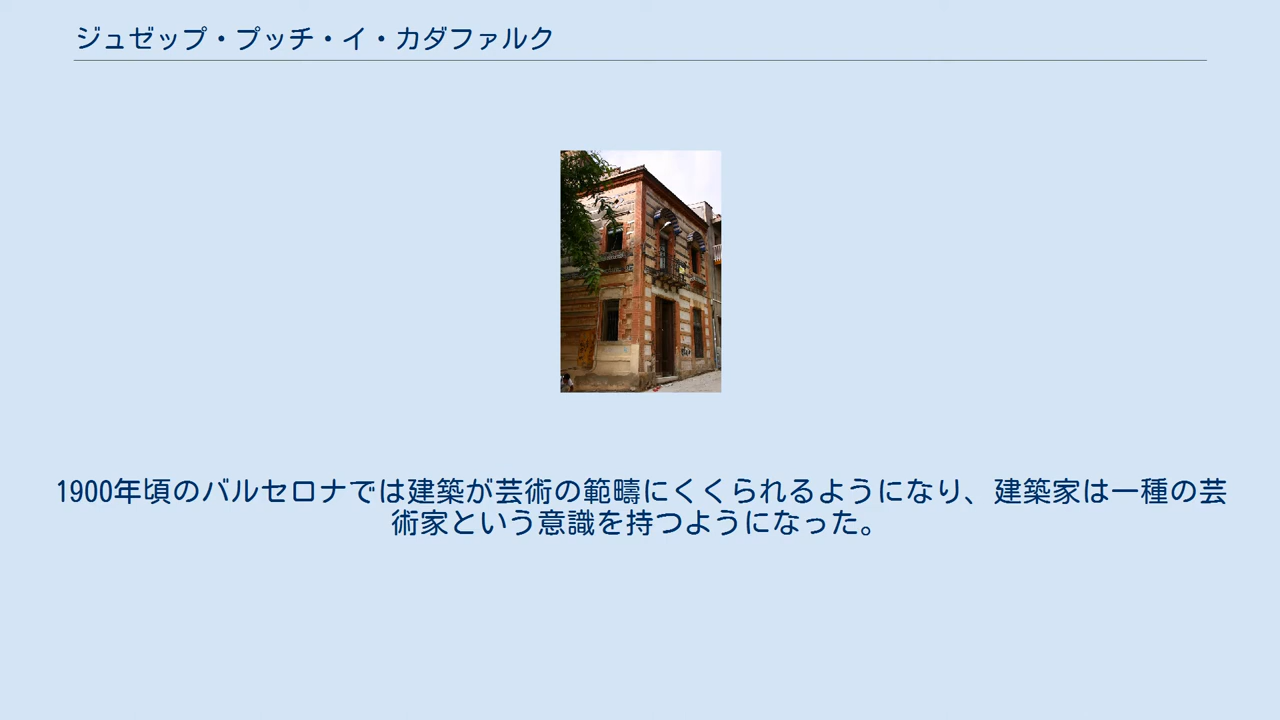 ジュゼップ・プッチ・イ・カダファルク
1900年頃のバルセロナでは建築が芸術の範疇にくくられるようになり、建築家は一種の芸
術家という意識を持つようになった。